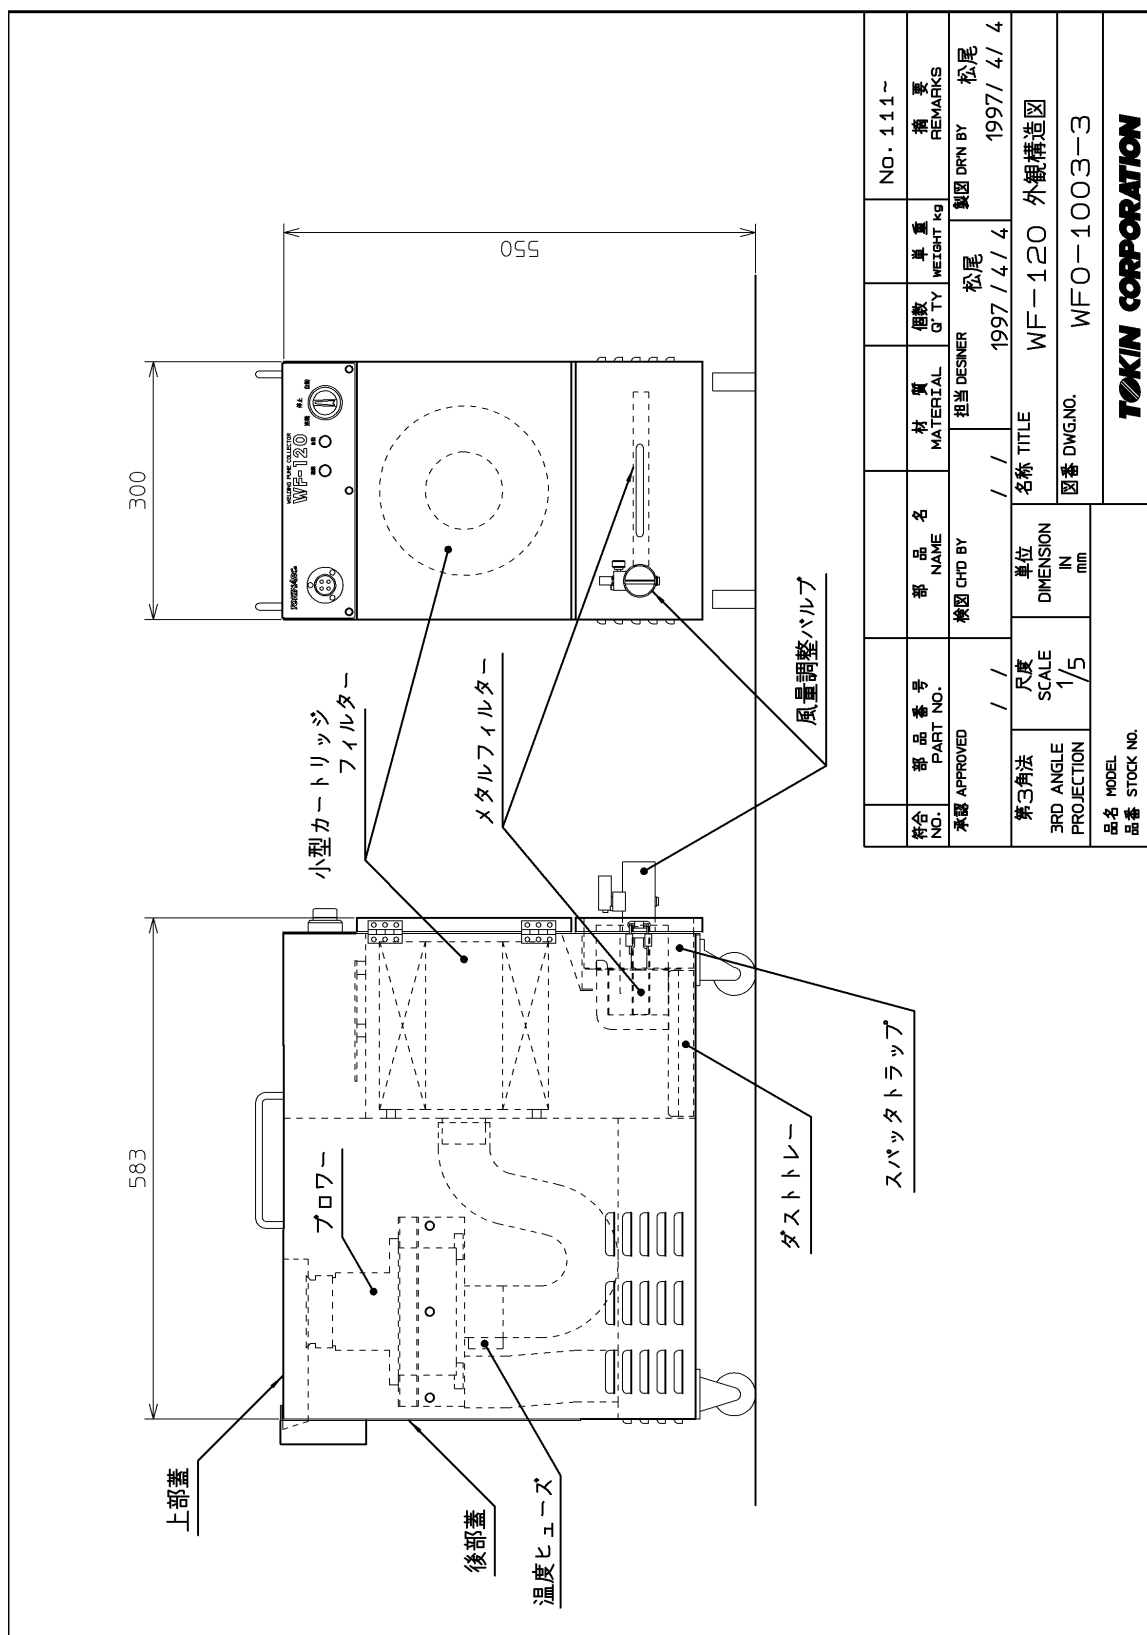 583
300
550
上部蓋
後部蓋
温度ヒューズ
ブロワー
小型カートリッジ
フィルター
メタルフィルター
風量調整バルブ
ダストトレー
スパッタトラップ
WELDING FUME COLLECTOR
WF-120
停止
自動
No. 111~
符合
NO.
部品番号
PART NO.
部品名
NAME
材質
MATERIAL
個数
Q'TY
単重
WEIGHT kg
摘要
REMARKS
承認 APPROVED
/ /
検図 CH'D BY
/ /
担当 DESINER
松尾
1997/4/4
製図 DR'N BY
松尾
1997/4/4
第3角法
3RD ANGLE
PROJECTION
尺度
SCALE
1/5
単位
DIMENSION
IN
mm
名称 TITLE
WF-120 外観構造図
図番 DWG.NO.
WF0-1003-3
品名 MODEL
品番 STOCK NO.
TOKIN CORPORATION